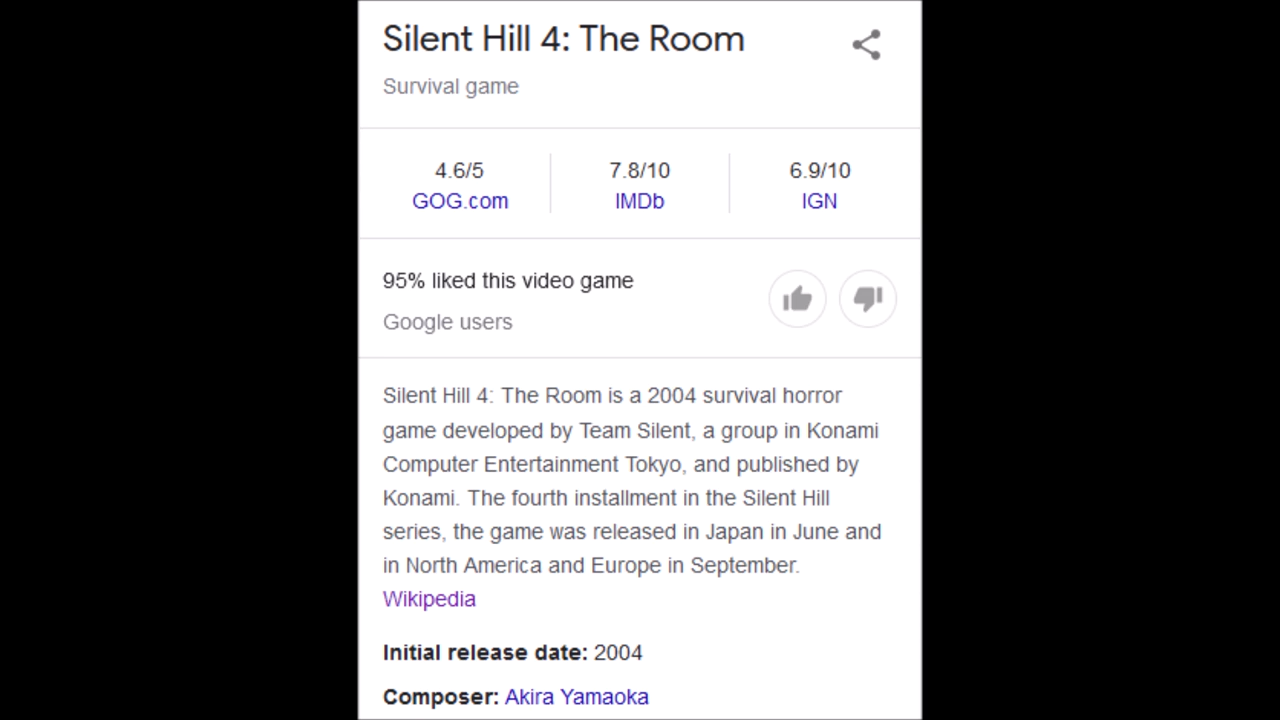 Silent Hill 4: The Room
Survival game
4.6/5
GOG.com
7.8/10
IMDb
6.9/10
IGN
95% liked this video game
Google users
Silent Hill 4: The Room is a 2004 survival horror
game developed by Team Silent, a group in Konami
Computer Entertainment Tokyo, and published by
Konami. The fourth installment in the Silent Hill
series, the game was released in Japan in June and
in North America and Europe in September.
Wikipedia
Initial release date: 2004
Composer: Akira Yamaoka